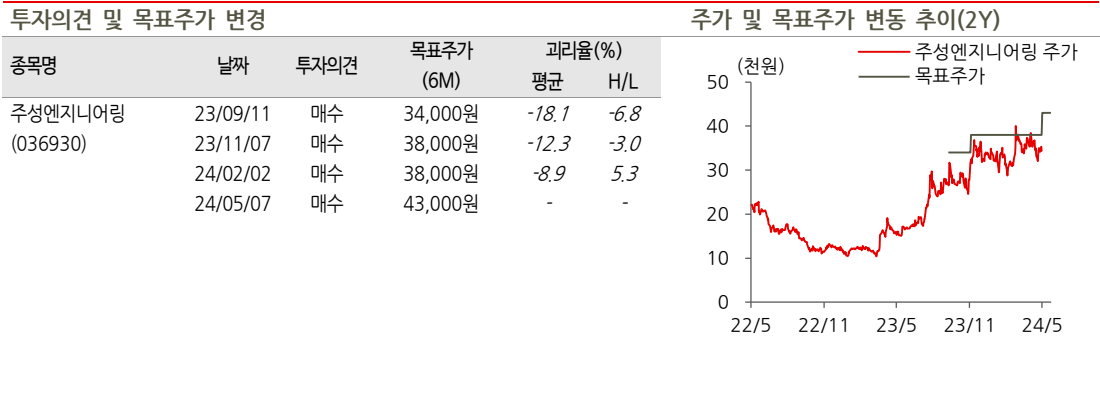 투자의견 및 목표주가 변경
종목명 날짜 투자의견 목표주가 (6M) 괴리율(%)
평균 H/L
주성엔지니어링 23/09/11 매수 34,000원 -18.1 -6.8
(036930) 23/11/07 매수 38,000원 -12.3 -3.0
24/02/02 매수 38,000원 -8.9 5.3
24/05/07 매수 43,000원 - -
주가 및 목표주가 변동 추이(2Y)
(천원)
주성엔지니어링 주가
목표주가
50
40
30
20
10
0
22/5 22/11 23/5 23/11 24/5